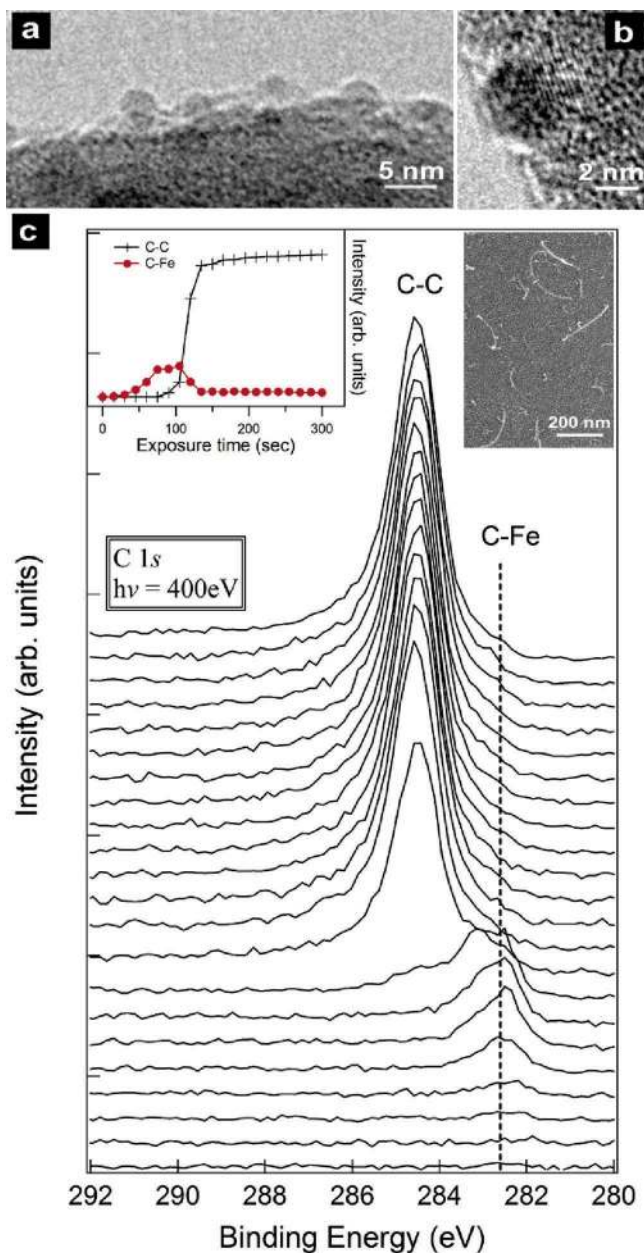 a
5 nm
b
2 nm
c
C-C
C-Fe
Intensity (arb. units)
0
100
200
300
Exposure time (sec)
C-C
200 nm
C-Fe
C 1s
hν = 400eV
Intensity (arb. units)
292
290
288
286
284
282
280
Binding Energy (eV)